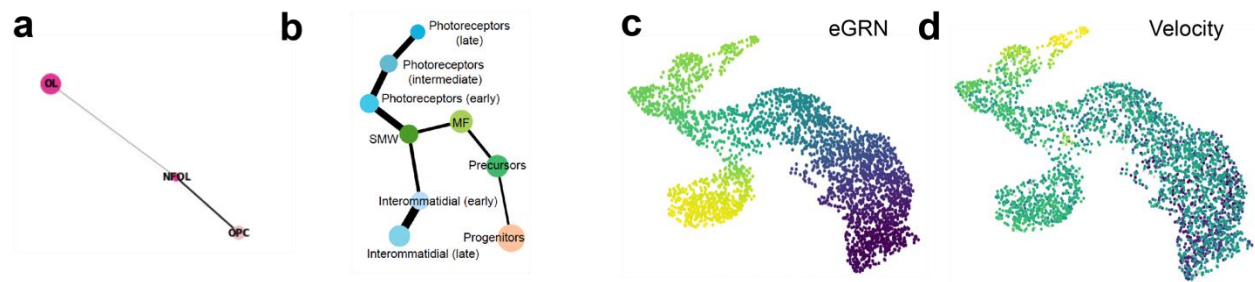 a
OL
NFOL
OPC
b
Photoreceptors
(late)
Photoreceptors
(intermediate)
Photoreceptors (early)
MF
SMW
Precursors
Interommatidial (early)
Progenitors
Interommatidial (late)
c
eGRN
d
Velocity